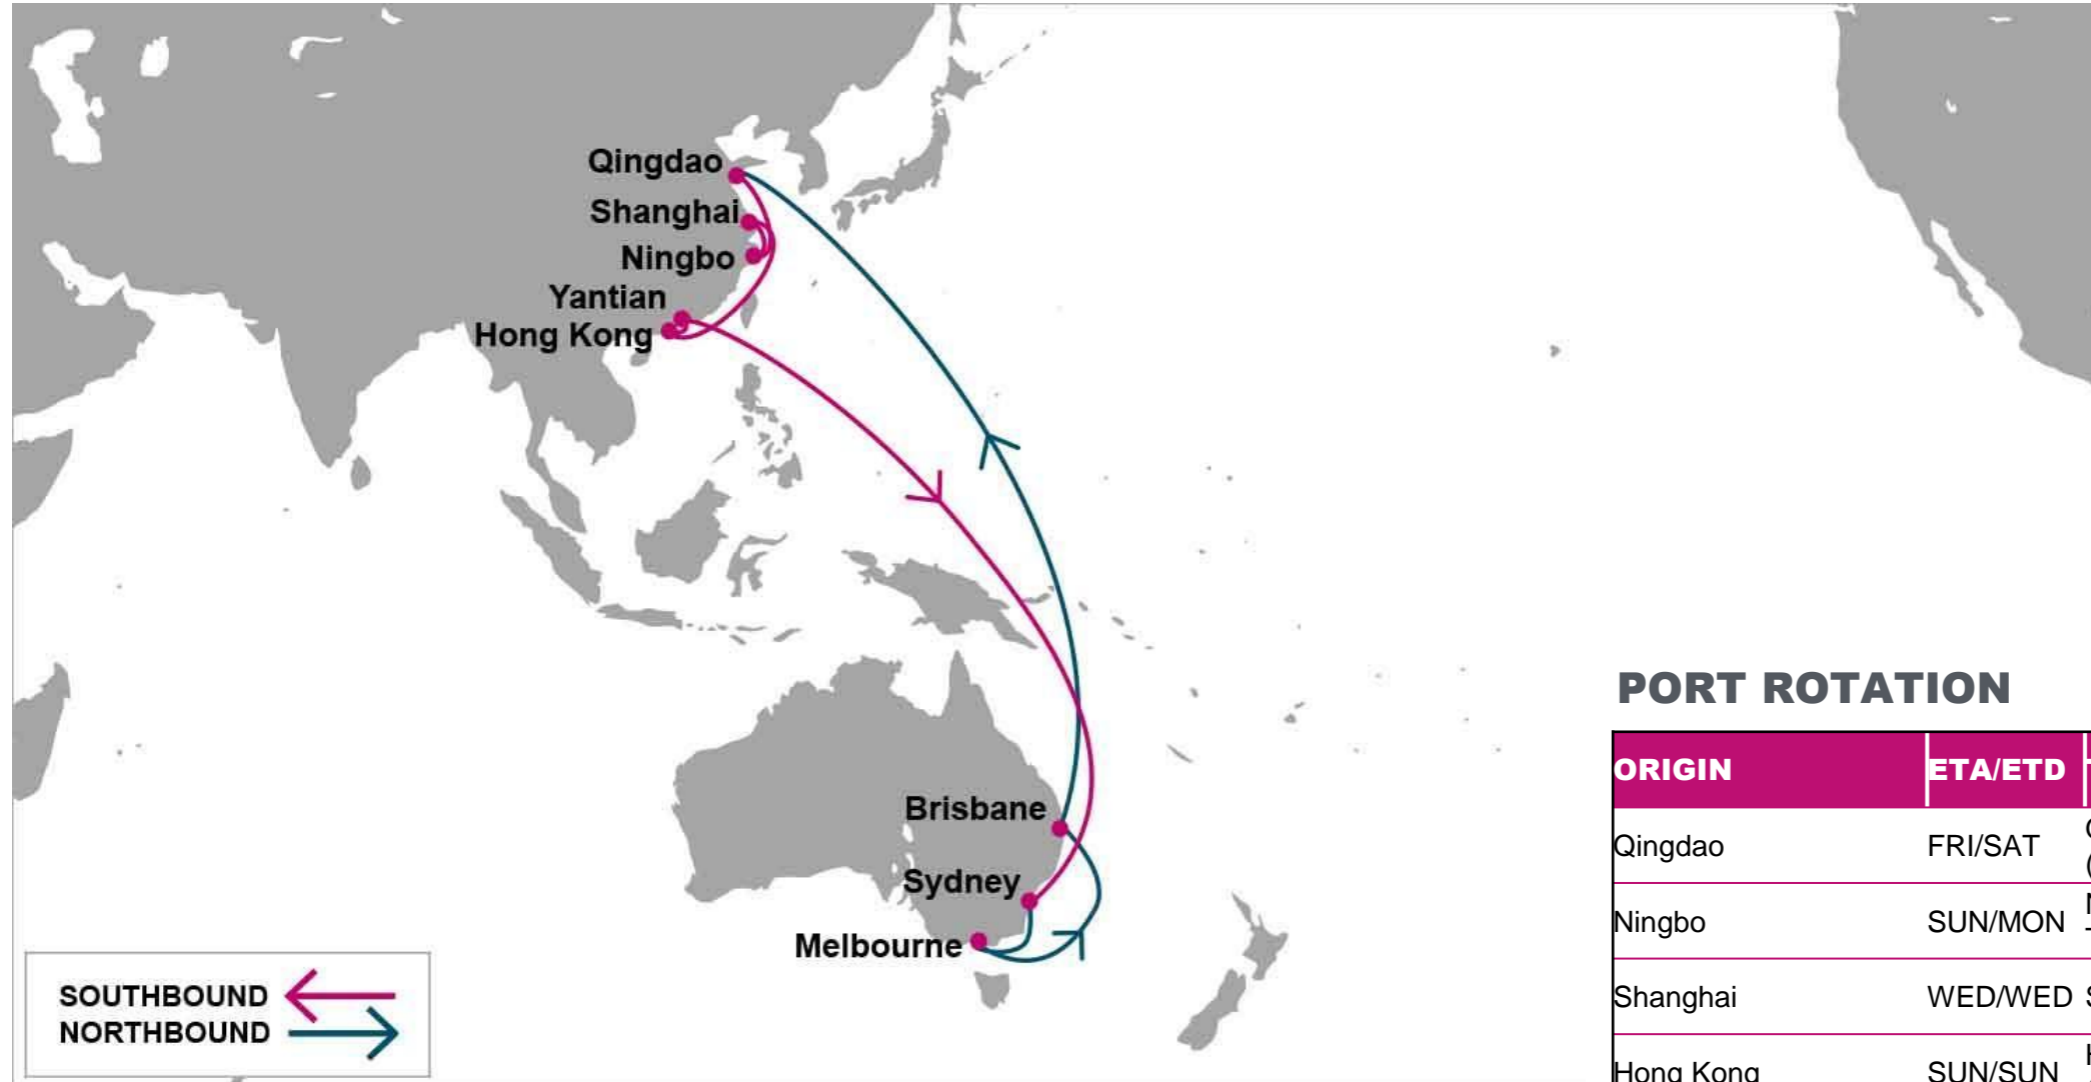 Qingdao
Shanghai
Ningbo
Yantian
Hong Kong
Brisbane
Sydney
Melbourne
SOUTHBOUND
NORTHBOUND
PORT ROTATION
ORIGIN ETA/ETD
Qingdao FRI/SAT
Ningbo SUN/MON
Shanghai WED/WED
Hong Kong SUN/SUN